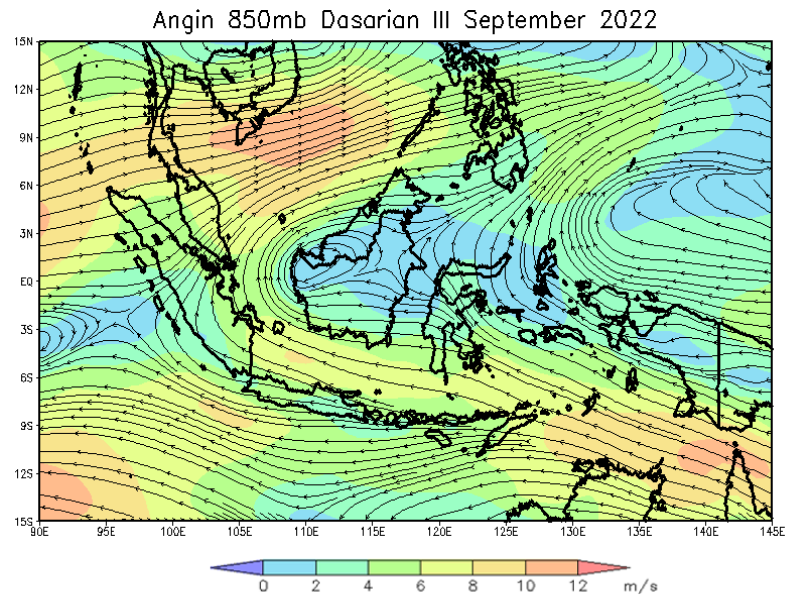 Angin 850mb Dasarian III September 2022
15N
12N
9N
6N
3N
EQ
3S
6S
9S
12S
15S
90E 95E 100E 105E 110E 115E 120E 125E 130E 135E 140E 145E
0 2 4 6 8 10 12 m/s